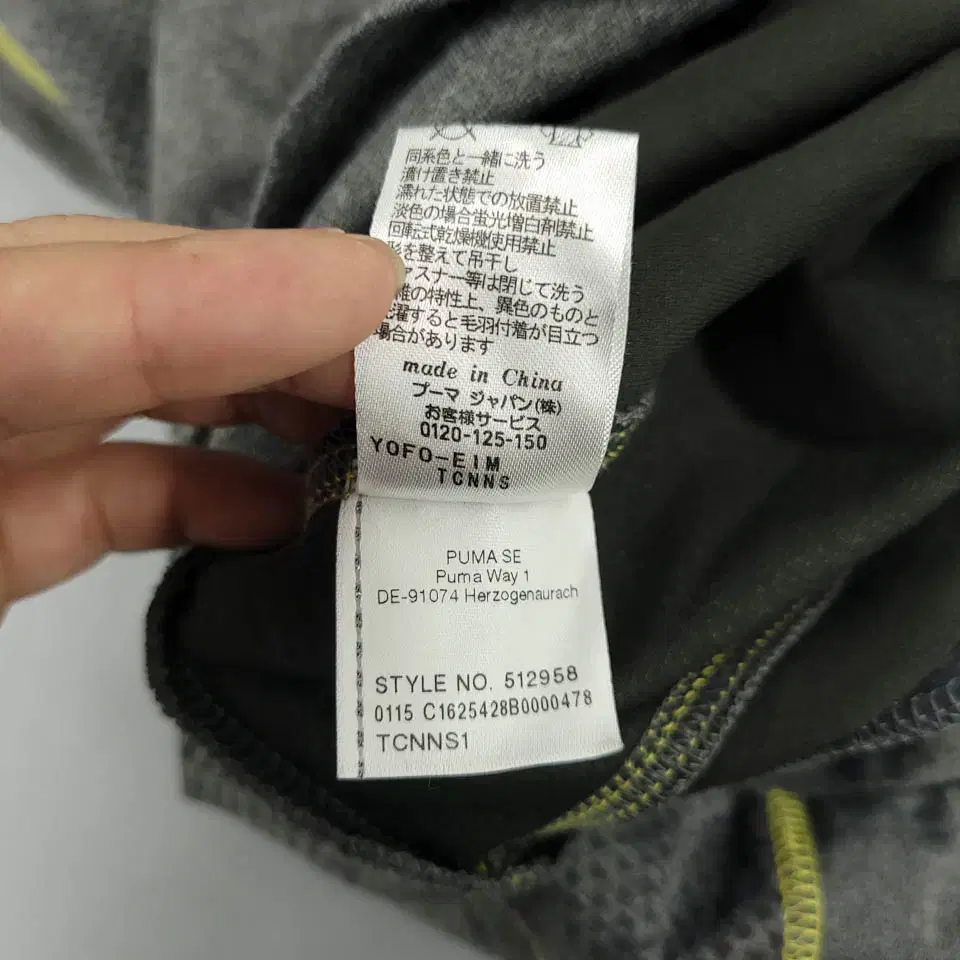 同系色と一緒に洗う
漬け置き禁止
濡れた状態での放置禁止
淡色の場合蛍光増白剤禁止
回転式乾燥機使用禁止
形を整えて吊干し
ァスナー等は閉じて洗う
維の特性上、異色のものと
濯すると毛羽付着が目立つ
場合があります
made in China
プーマ ジャパン(株)
お客様サービス
0120-125-150
YOFO-EIM
TCNNS
PUMA SE
Puma Way 1
DE-91074 Herzogenaurach
STYLE NO. 512958
0115 C1625428B0000478
TCNNS1